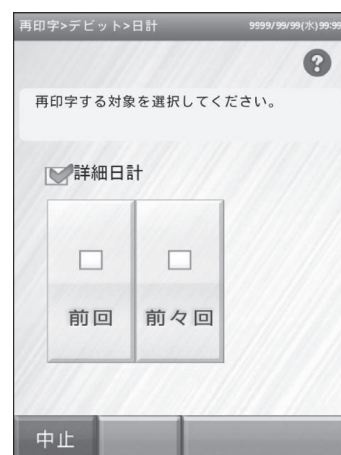 再印字>デビット>日計 9999/99/99(水)99:99
?
再印字する対象を選択してください。
詳細日計
前回 前々回
中止